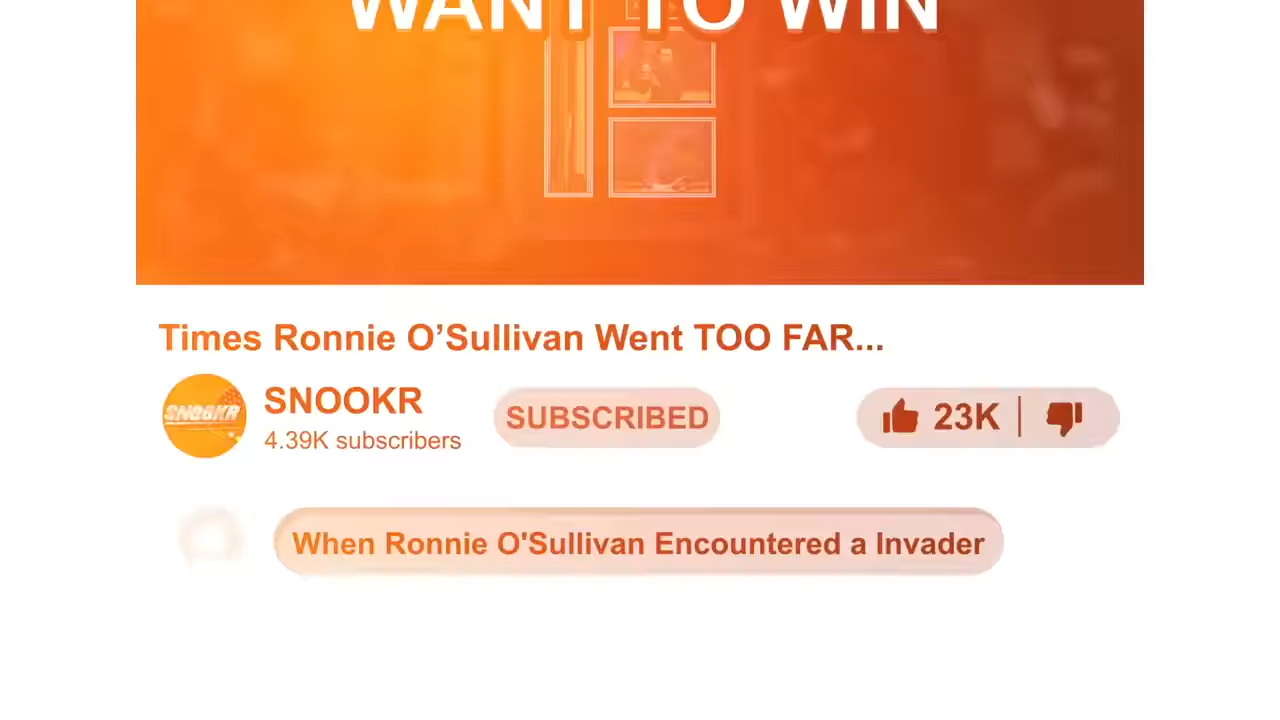 WANT TO WIN
Times Ronnie O’Sullivan Went TOO FAR...
SNOOKR
SNOOKR
4.39K subscribers
SUBSCRIBED
23K
When Ronnie O'Sullivan Encountered a Invader